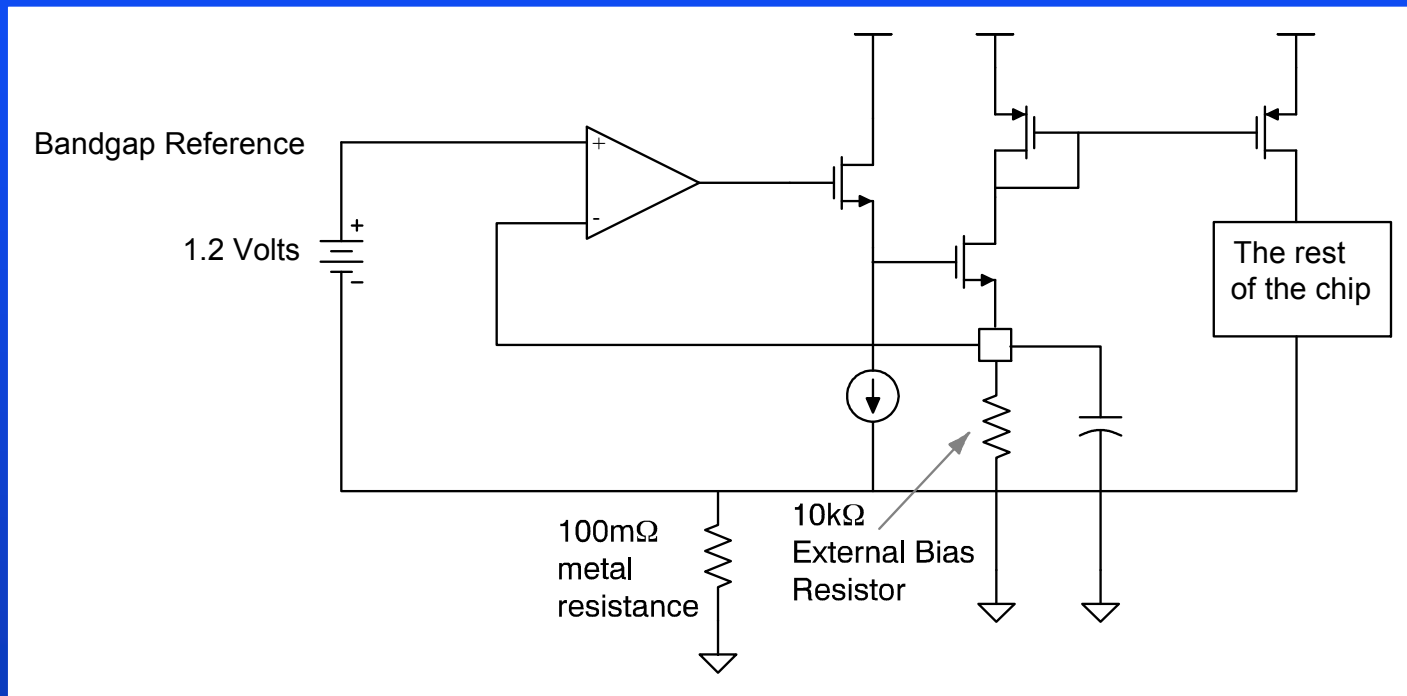 Bandgap Reference
+
-
+
1.2 Volts
−
The rest
of the chip
100mΩ
metal
resistance
10kΩ
External Bias
Resistor